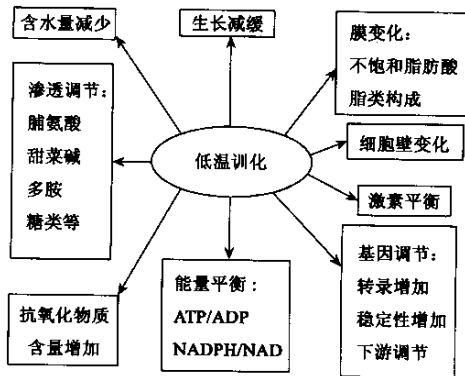 含水量减少
生长减缓
膜变化：
不饱和脂肪酸
脂类构成
渗透调节：
脯氨酸
甜菜碱
多胺
糖类等
低温训化
细胞壁变化
激素平衡
抗氧化物质
含量增加
能量平衡：
ATP/ADP
NADPH/NAD
基因调节：
转录增加
稳定性增加
下游调节